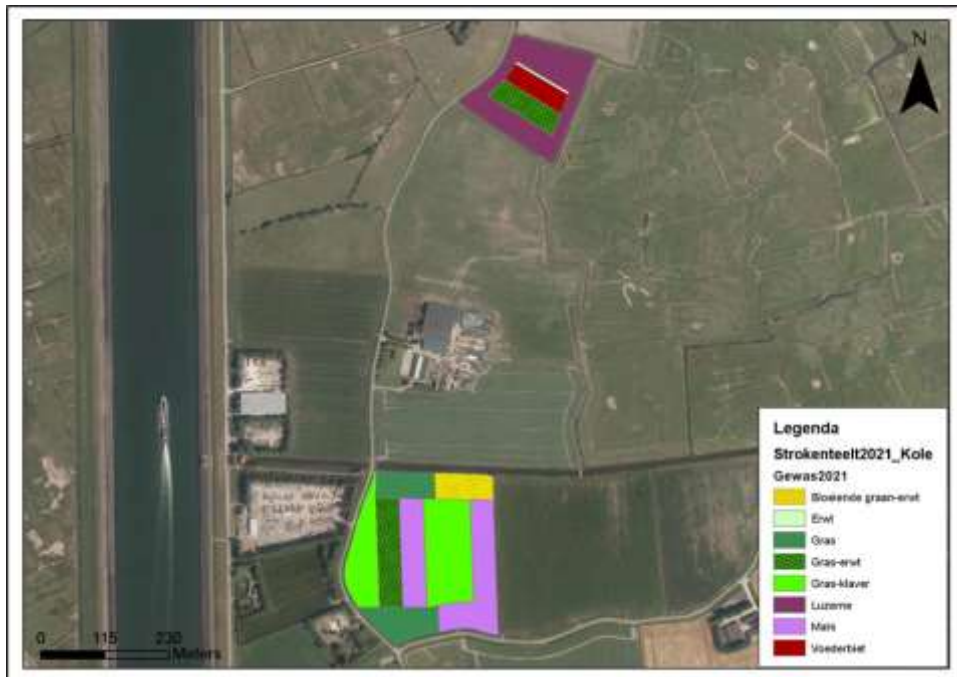 N
Legenda
Strokenteelt2021_Kole
Gewas2021
Bloeiende graan-erwt
Erwt
Gras
Gras-erwt
Gras-klaver
Luzerne
Mais
Voederbiet
0 115 230
Meters